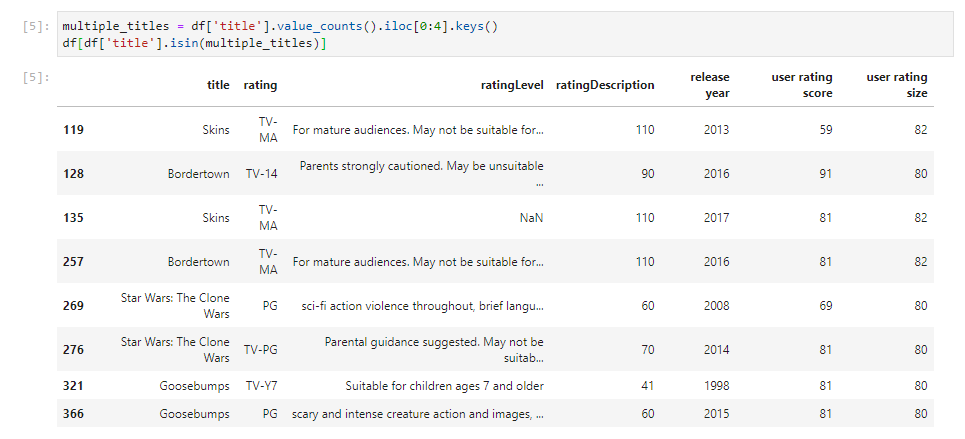 [5]: multiple_titles = df['title'].value_counts().iloc[0:4].keys()
df[df['title'].isin(multiple_titles)]
[5]:
title rating ratingLevel ratingDescription release year user rating score user rating size
119 Skins TV-MA For mature audiences. May not be suitable for... 110 2013 59 82
128 Bordertown TV-14 Parents strongly cautioned. May be unsuitable ... 90 2016 91 80
135 Skins TV-MA NaN 110 2017 81 82
257 Bordertown TV-MA For mature audiences. May not be suitable for... 110 2016 81 82
269 Star Wars: The Clone Wars PG sci-fi action violence throughout, brief langu... 60 2008 69 80
276 Star Wars: The Clone Wars TV-PG Parental guidance suggested. May not be suitab... 70 2014 81 80
321 Goosebumps TV-Y7 Suitable for children ages 7 and older 41 1998 81 80
366 Goosebumps PG scary and intense creature action and images, ... 60 2015 81 80